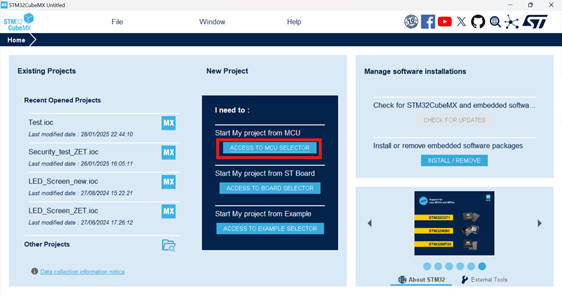 STM32CubeMX Untitled
STM32
CubeMX
File
Window
Help
Home
Existing Projects
Recent Opened Projects
Test.ioc
Last modified date : 28/01/2025 22:44:10
MX
Security_test_ZET.ioc
Last modified date : 26/01/2025 16:05:11
MX
LED_Screen_new.ioc
Last modified date : 27/08/2024 15:22:21
MX
LED_Screen_ZET.ioc
Last modified date : 27/08/2024 17:26:12
MX
Other Projects
Data collection information notice
New Project
I need to :
Start My project from MCU
ACCESS TO MCU SELECTOR
Start My project from ST Board
ACCESS TO BOARD SELECTOR
Start My project from Example
ACCESS TO EXAMPLE SELECTOR
Manage software installations
Check for STM32CubeMX and embedded softwa...
CHECK FOR UPDATES
Install or remove embedded software packages
INSTALL / REMOVE
About STM32
External Tools